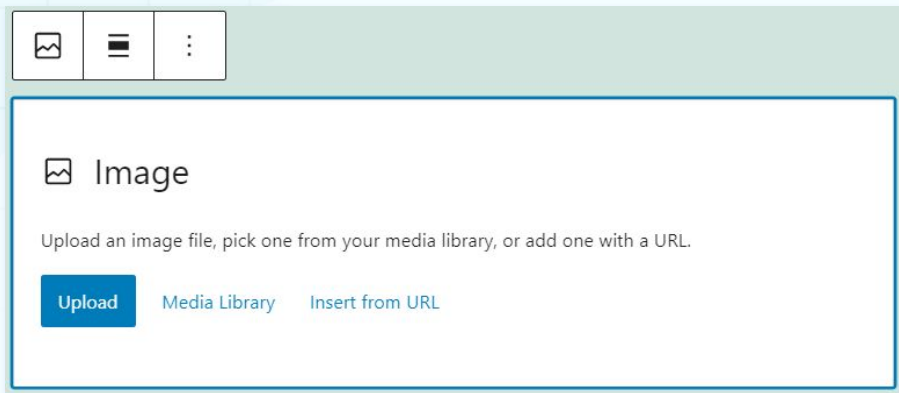 Image
Upload an image file, pick one from your media library, or add one with a URL.
Upload Media Library Insert from URL